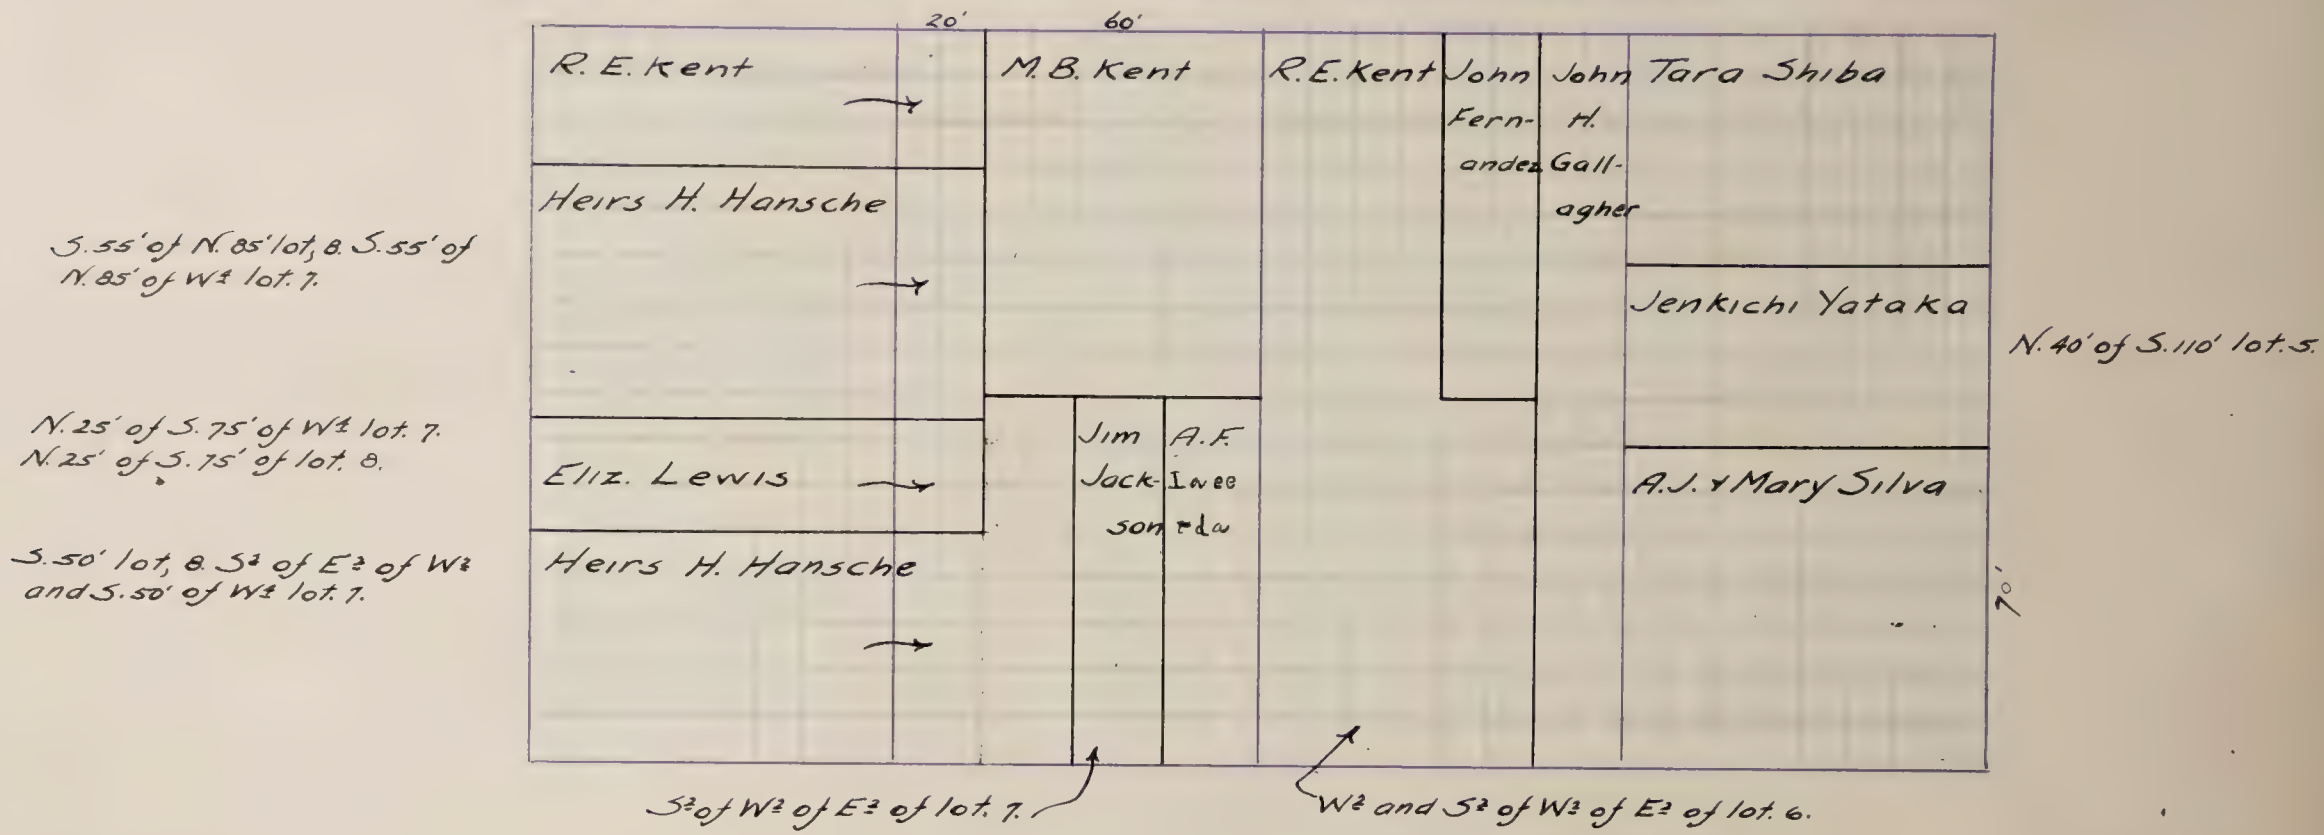 20'
60'
R. E. Kent
M. B. Kent
R. E. Kent
John
Fern-
andez
John
H.
Gall-
agher
Tara Shiba
Heirs H. Hansche
S. 55' of N. 85' lot, 8. S. 55' of
N. 85' of W¼ lot. 7.
Jenkichi Yataka
N. 40' of S. 110' lot. 5.
N. 25' of S. 75' of W¼ lot. 7.
N. 25' of S. 75' of lot. 8.
Eliz. Lewis
Jim
Jack-
son
A. F.
A. J. & Mary Silva
S. 50' lot, 8. S½ of E½ of W½
and S. 50' of W¼ lot. 7.
Heirs H. Hansche
70'
S½ of W½ of E½ of lot. 7.
W½ and S½ of W½ of E½ of lot. 6.